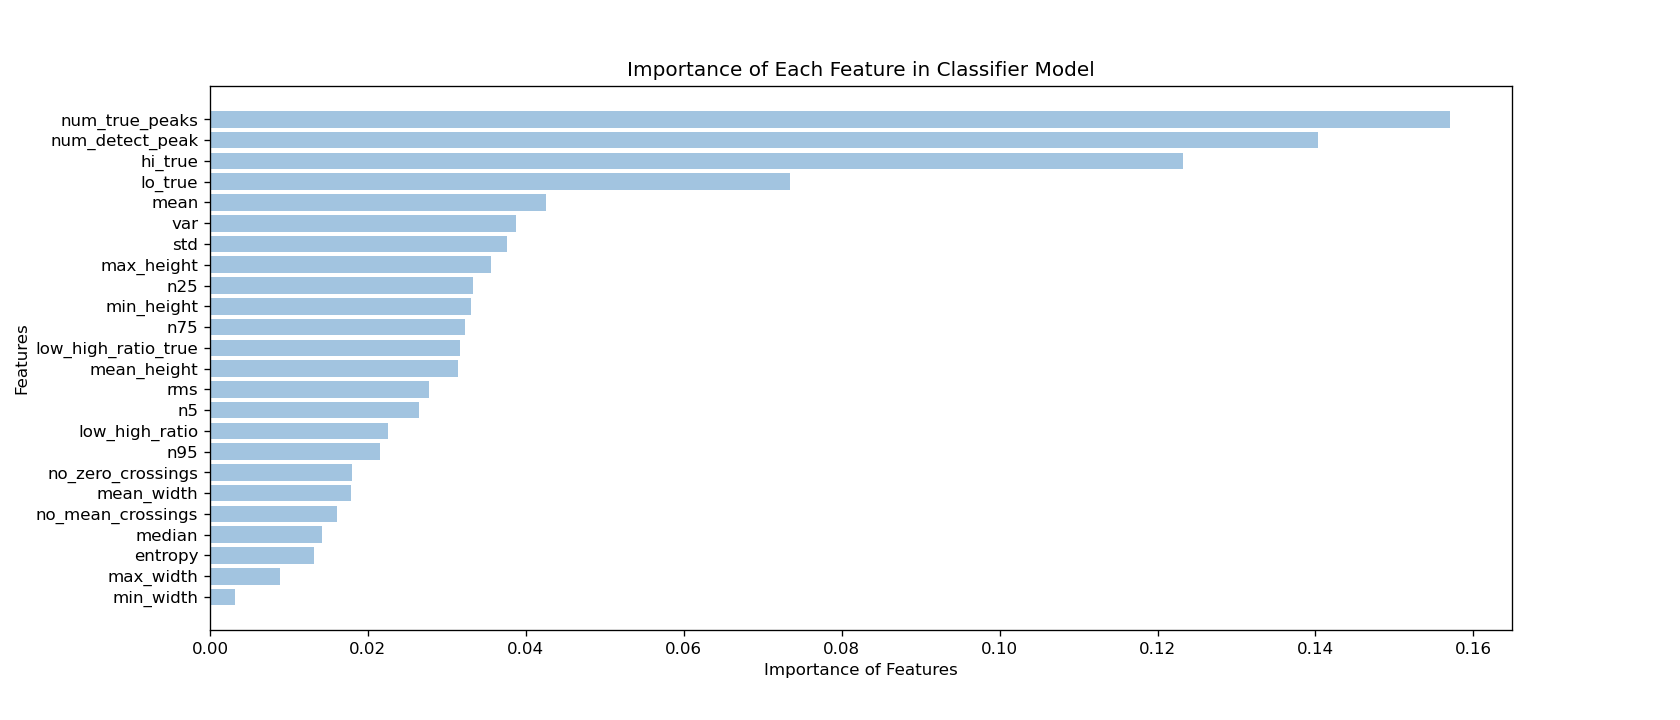 Importance of Each Feature in Classifier Model
num_true_peaks
num_detect_peak
hi_true
lo_true
mean
var
std
max_height
n25
min_height
n75
low_high_ratio_true
mean_height
rms
n5
low_high_ratio
n95
no_zero_crossings
mean_width
no_mean_crossings
median
entropy
max_width
min_width
Features
0.00 0.02 0.04 0.06 0.08 0.10 0.12 0.14 0.16
Importance of Features